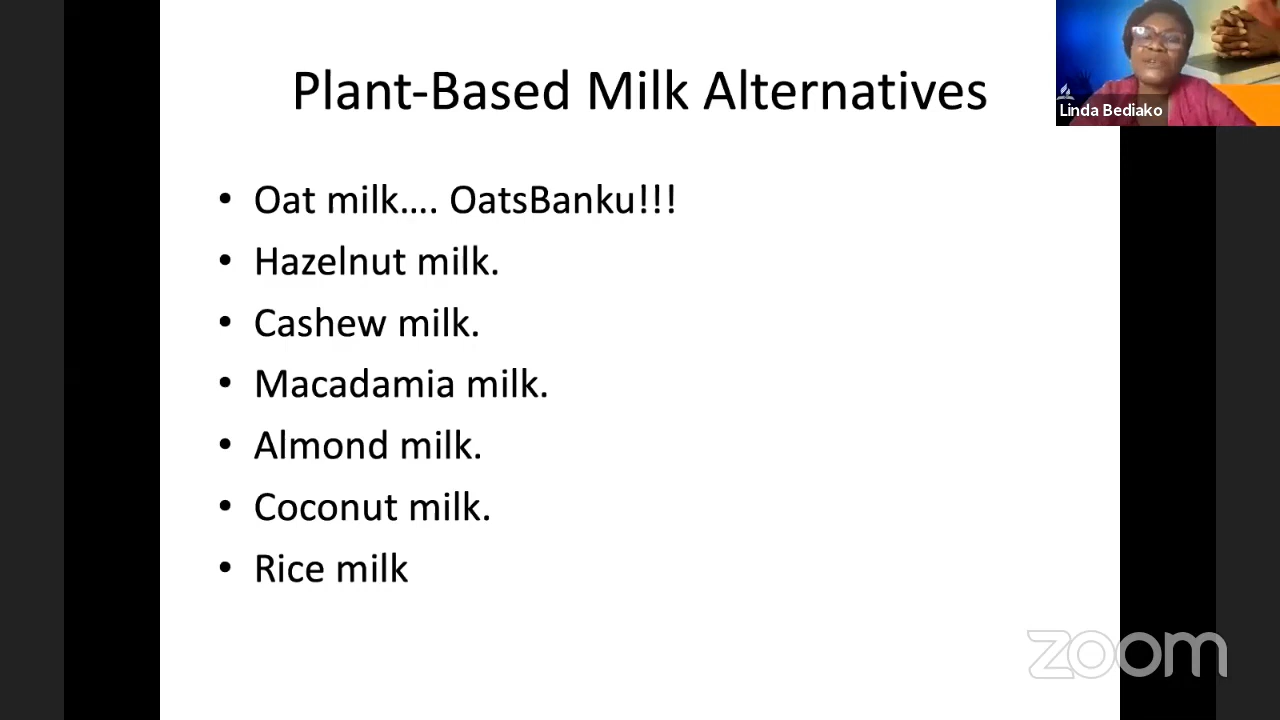 Plant-Based Milk Alternatives
Linda Bediako
• Oat milk.... OatsBanku!!!
• Hazelnut milk.
• Cashew milk.
• Macadamia milk.
• Almond milk.
• Coconut milk.
• Rice milk
zoom